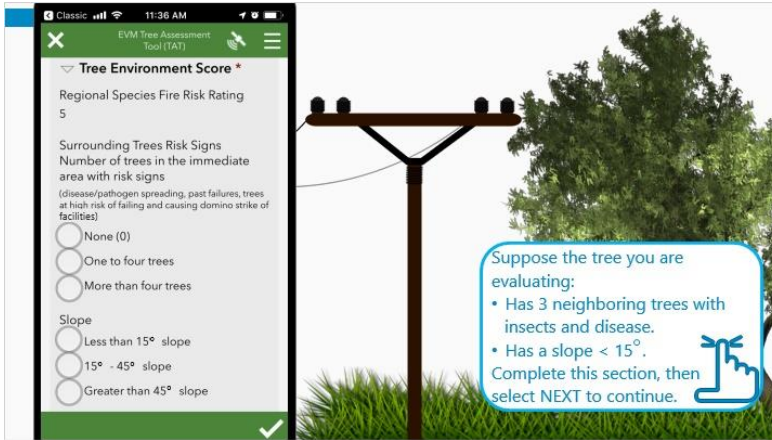 Classic 11:36 AM
EVM Tree Assessment
Tool (TAT)
Tree Environment Score *
Regional Species Fire Risk Rating
5
Surrounding Trees Risk Signs
Number of trees in the immediate
area with risk signs
(disease/pathogen spreading, past failures, trees
at high risk of failing and causing domino strike of
facilities)
None (0)
One to four trees
More than four trees
Slope
Less than 15º slope
15º - 45º slope
Greater than 45º slope
Suppose the tree you are
evaluating:
• Has 3 neighboring trees with
insects and disease.
• Has a slope < 15°.
Complete this section, then
select NEXT to continue.